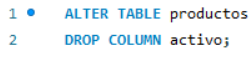 1 ALTER TABLE productos
2 DROP COLUMN activo;